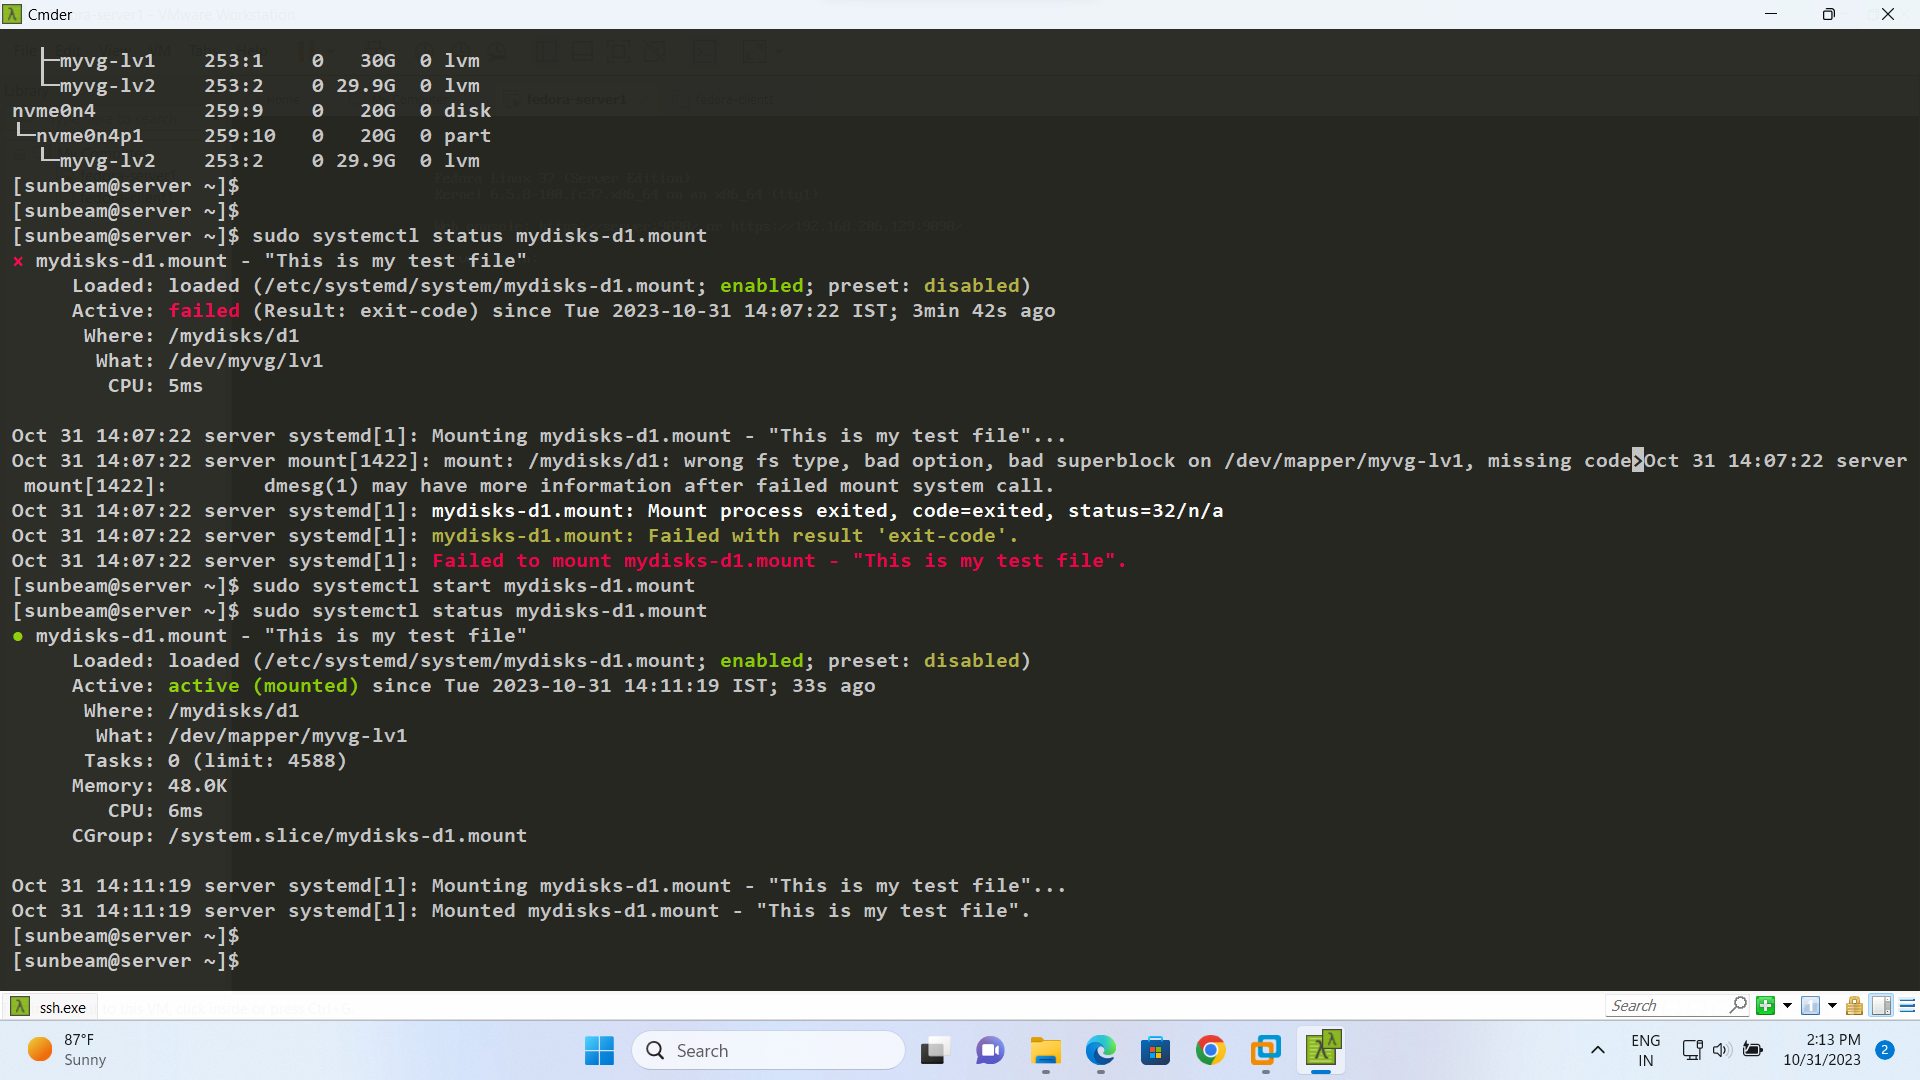 Cmder
├─myvg-lv1    253:1    0   30G  0 lvm
└─myvg-lv2    253:2    0 29.9G  0 lvm
nvme0n4         259:9    0   20G  0 disk
└─nvme0n4p1     259:10   0   20G  0 part
  └─myvg-lv2    253:2    0 29.9G  0 lvm
[sunbeam@server ~]$
[sunbeam@server ~]$
[sunbeam@server ~]$ sudo systemctl status mydisks-d1.mount
× mydisks-d1.mount - "This is my test file"
     Loaded: loaded (/etc/systemd/system/mydisks-d1.mount; enabled; preset: disabled)
     Active: failed (Result: exit-code) since Tue 2023-10-31 14:07:22 IST; 3min 42s ago
      Where: /mydisks/d1
       What: /dev/myvg/lv1
        CPU: 5ms
Oct 31 14:07:22 server systemd[1]: Mounting mydisks-d1.mount - "This is my test file"...
Oct 31 14:07:22 server mount[1422]: mount: /mydisks/d1: wrong fs type, bad option, bad superblock on /dev/mapper/myvg-lv1, missing code>Oct 31 14:07:22 server
 mount[1422]:        dmesg(1) may have more information after failed mount system call.
Oct 31 14:07:22 server systemd[1]: mydisks-d1.mount: Mount process exited, code=exited, status=32/n/a
Oct 31 14:07:22 server systemd[1]: mydisks-d1.mount: Failed with result 'exit-code'.
Oct 31 14:07:22 server systemd[1]: Failed to mount mydisks-d1.mount - "This is my test file".
[sunbeam@server ~]$ sudo systemctl start mydisks-d1.mount
[sunbeam@server ~]$ sudo systemctl status mydisks-d1.mount
● mydisks-d1.mount - "This is my test file"
     Loaded: loaded (/etc/systemd/system/mydisks-d1.mount; enabled; preset: disabled)
     Active: active (mounted) since Tue 2023-10-31 14:11:19 IST; 33s ago
      Where: /mydisks/d1
       What: /dev/mapper/myvg-lv1
      Tasks: 0 (limit: 4588)
     Memory: 48.0K
        CPU: 6ms
     CGroup: /system.slice/mydisks-d1.mount
Oct 31 14:11:19 server systemd[1]: Mounting mydisks-d1.mount - "This is my test file"...
Oct 31 14:11:19 server systemd[1]: Mounted mydisks-d1.mount - "This is my test file".
[sunbeam@server ~]$
[sunbeam@server ~]$
ssh.exe
Search
87°F
Sunny
Search
ENG
IN
2:13 PM
10/31/2023
2